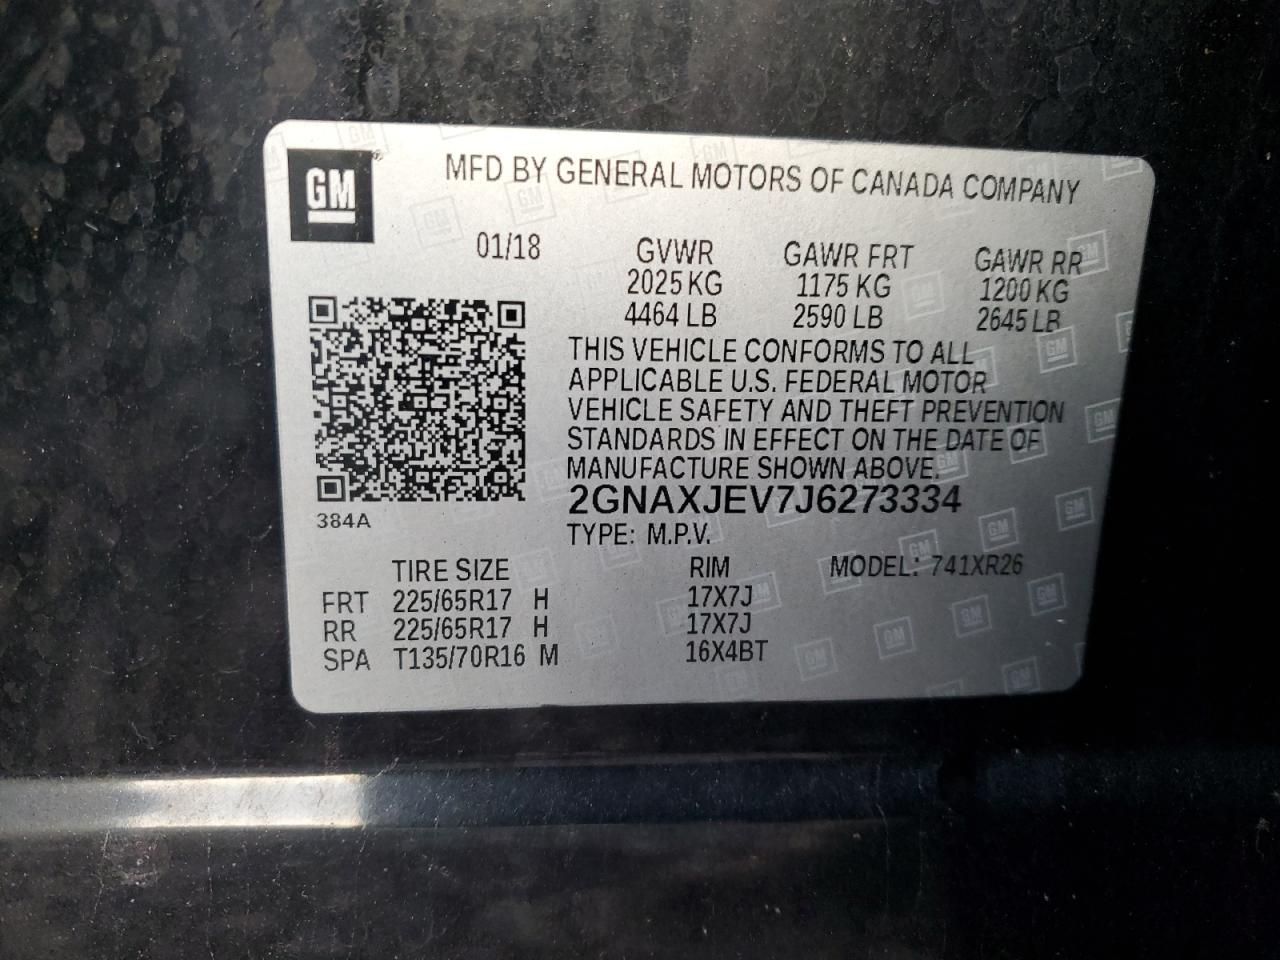 GM
MFD BY GENERAL MOTORS OF CANADA COMPANY
01/18 GVWR GAWR FRT GAWR RR
2025 KG 1175 KG 1200 KG
4464 LB 2590 LB 2645 LB
THIS VEHICLE CONFORMS TO ALL
APPLICABLE U.S. FEDERAL MOTOR
VEHICLE SAFETY AND THEFT PREVENTION
STANDARDS IN EFFECT ON THE DATE OF
MANUFACTURE SHOWN ABOVE.
2GNAXJEV7J6273334
384A
TYPE: M.P.V.
TIRE SIZE RIM MODEL: 741XR26
FRT 225/65R17 H 17X7J
RR 225/65R17 H 17X7J
SPA T135/70R16 M 16X4BT